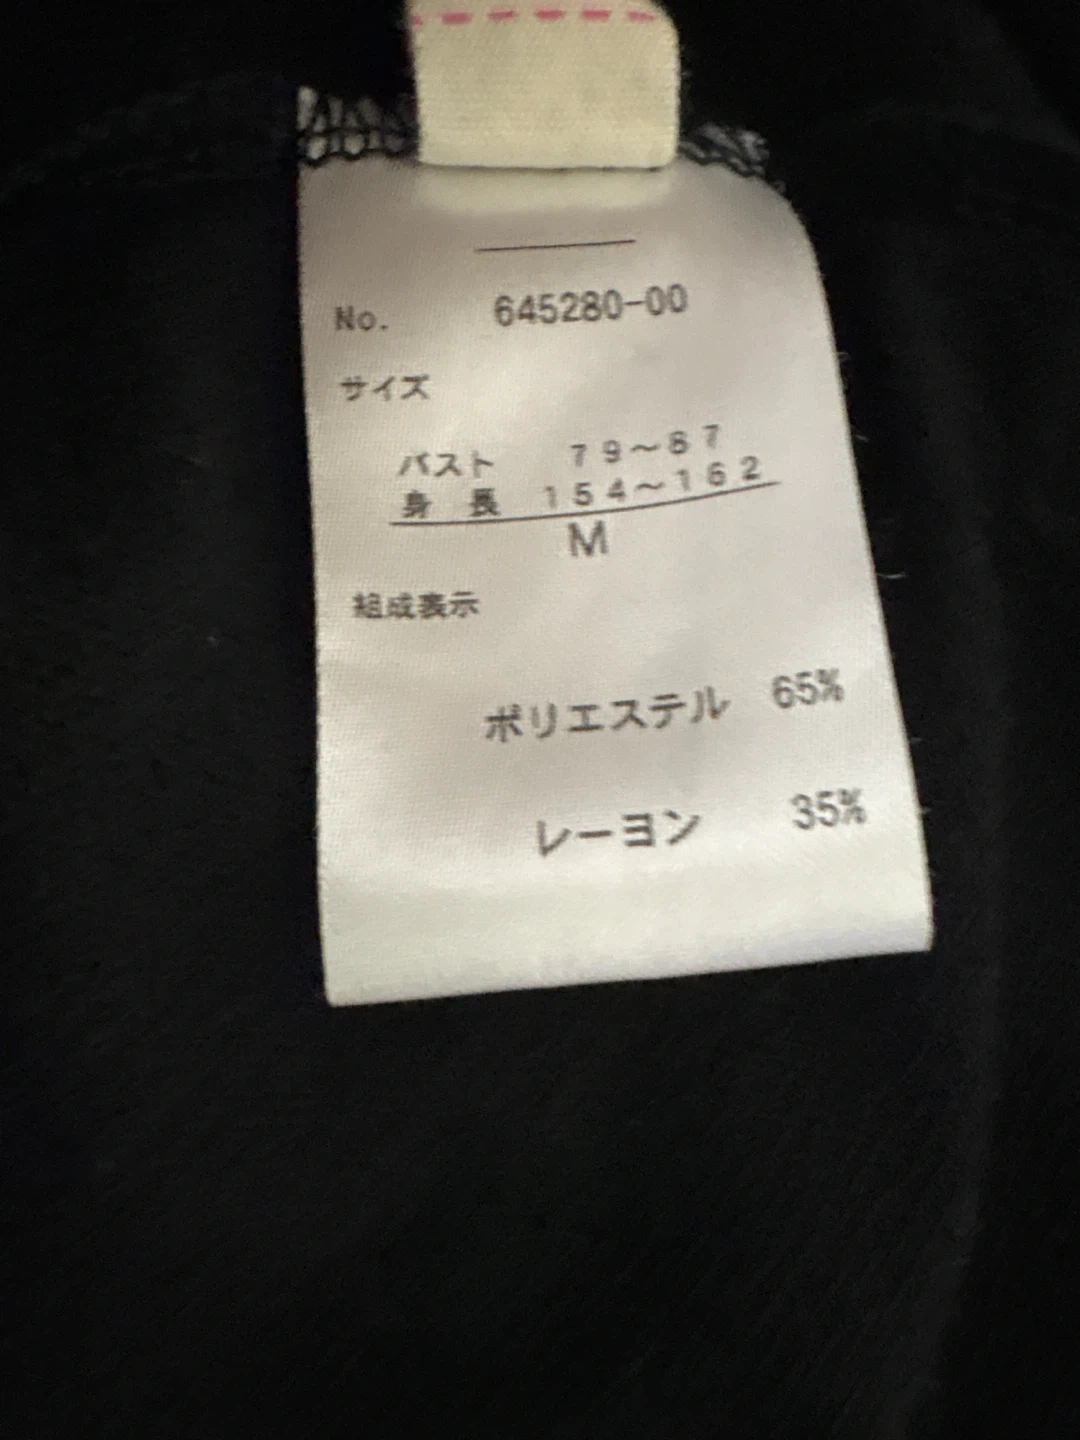 No. 645280-00
サイズ
バスト 79～87
身長 154～162
M
組成表示
ポリエステル 65%
レーヨン 35%